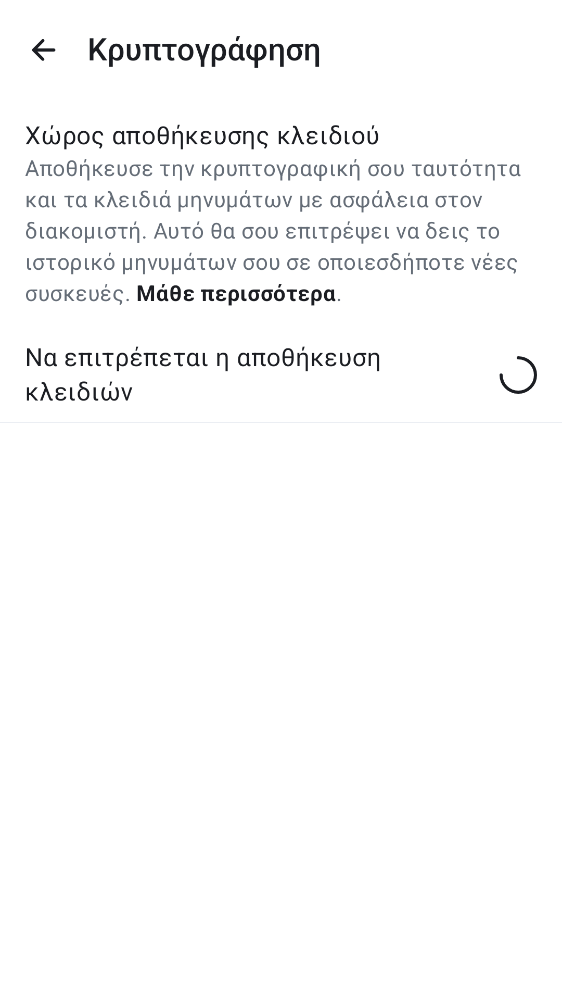 Κρυπτογράφηση
Χώρος αποθήκευσης κλειδιού
Αποθήκευσε την κρυπτογραφική σου ταυτότητα
και τα κλειδιά μηνυμάτων με ασφάλεια στον
διακομιστή. Αυτό θα σου επιτρέψει να δεις το
ιστορικό μηνυμάτων σου σε οποιεσδήποτε νέες
συσκευές. Μάθε περισσότερα.
Να επιτρέπεται η αποθήκευση
κλειδιών